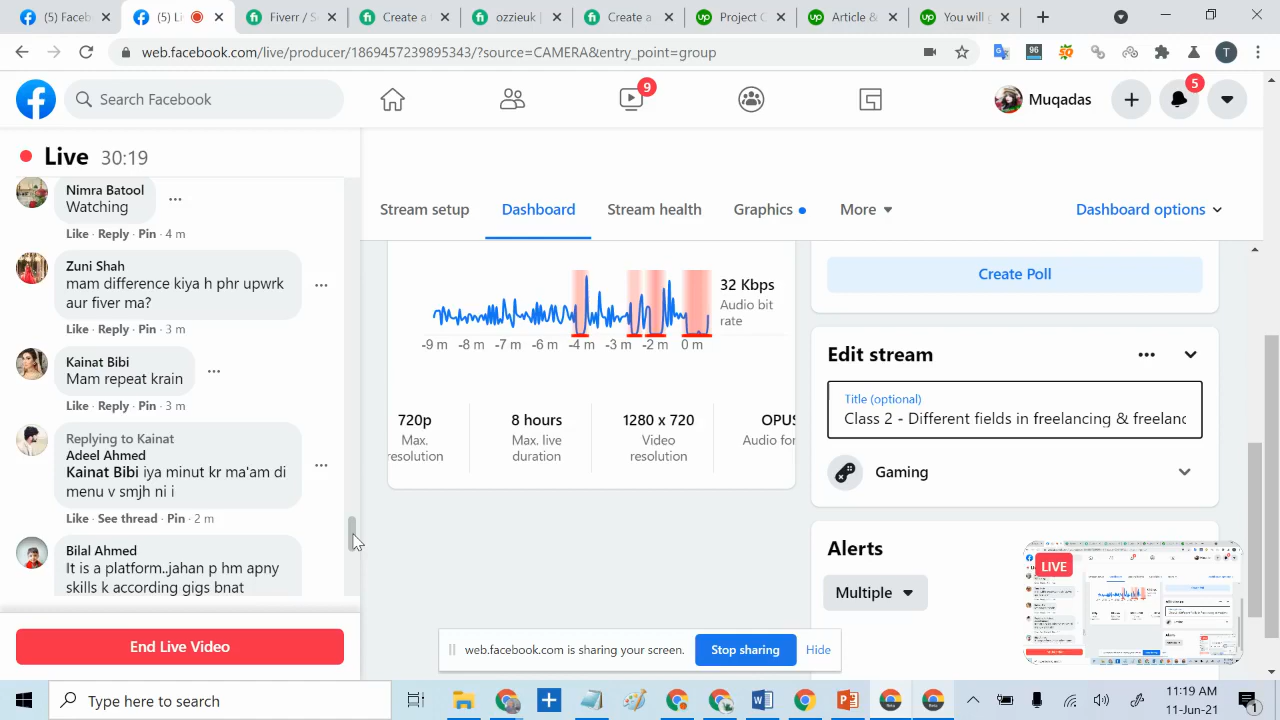 (5) Faceb
(5) Li
Fiverr / S
Create a
ozzieuk |
Create a
Project C
Article &
You will g
web.facebook.com/live/producer/1869457239895343/?source=CAMERA&entry_point=group
96
T
Search Facebook
9
Muqadas
5
Live 30:19
Stream setup
Dashboard
Stream health
Graphics
More
Dashboard options
Nimra Batool
Watching
Like · Reply · Pin · 4 m
Zuni Shah
mam difference kiya h phr upwrk
aur fiver ma?
Like · Reply · Pin · 3 m
Kainat Bibi
Mam repeat krain
Like · Reply · Pin · 3 m
Replying to Kainat
Adeel Ahmed
Kainat Bibi iya minut kr ma'am di
menu v smjh ni i
Like · See thread · Pin · 2 m
Bilal Ahmed
It is a platform..jahan p hm apny
skills k according gigs bnat
End Live Video
32 Kbps
Audio bit
rate
-9 m -8 m -7 m -6 m -4 m -3 m -2 m 0 m
720p
Max.
resolution
8 hours
Max. live
duration
1280 x 720
Video
resolution
OPUS
Audio for
Create Poll
Edit stream
Title (optional)
Class 2 - Different fields in freelancing & freelanc
Gaming
Alerts
Multiple
LIVE
web.facebook.com is sharing your screen.
Stop sharing
Hide
Type here to search
11:19 AM
11-Jun-21
1